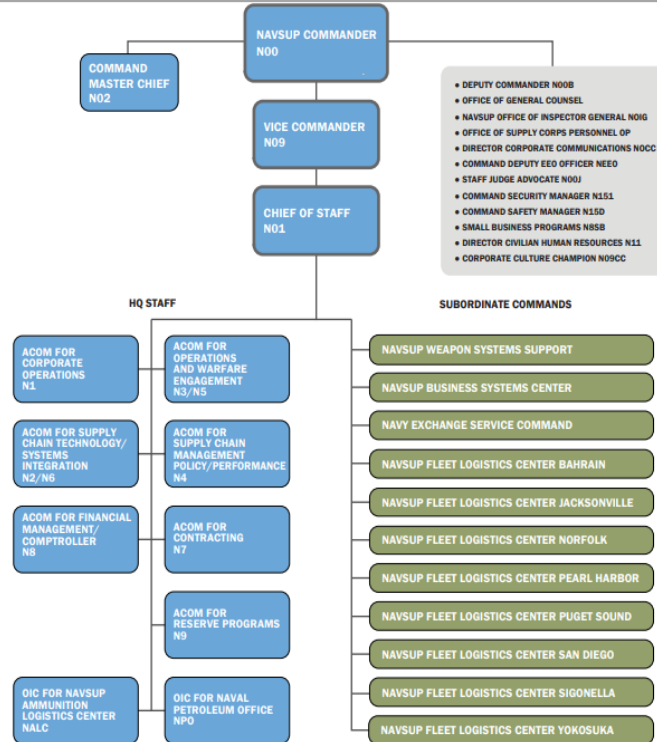 NAVSUP COMMANDER
N00
COMMAND
MASTER CHIEF
N02
VICE COMMANDER
N09
CHIEF OF STAFF
N01
• DEPUTY COMMANDER N00B
• OFFICE OF GENERAL COUNSEL
• NAVSUP OFFICE OF INSPECTOR GENERAL NOIG
• OFFICE OF SUPPLY CORPS PERSONNEL OP
• DIRECTOR CORPORATE COMMUNICATIONS NOCC
• COMMAND DEPUTY EEO OFFICER NEEO
• STAFF JUDGE ADVOCATE N00J
• COMMAND SECURITY MANAGER N151
• COMMAND SAFETY MANAGER N15D
• SMALL BUSINESS PROGRAMS N8SB
• DIRECTOR CIVILIAN HUMAN RESOURCES N11
• CORPORATE CULTURE CHAMPION N09CC
HQ STAFF
ACOM FOR
CORPORATE
OPERATIONS
N1
ACOM FOR
OPERATIONS
AND WARFARE
ENGAGEMENT
N3/N5
ACOM FOR SUPPLY
CHAIN TECHNOLOGY/
SYSTEMS
INTEGRATION
N2/N6
ACOM FOR
SUPPLY CHAIN
MANAGEMENT
POLICY/PERFORMANCE
N4
ACOM FOR FINANCIAL
MANAGEMENT/
COMPTROLLER
N8
ACOM FOR
CONTRACTING
N7
ACOM FOR
RESERVE PROGRAMS
N9
OIC FOR NAVSUP
AMMUNITION
LOGISTICS CENTER
NALC
OIC FOR NAVAL
PETROLEUM OFFICE
NPO
SUBORDINATE COMMANDS
NAVSUP WEAPON SYSTEMS SUPPORT
NAVSUP BUSINESS SYSTEMS CENTER
NAVY EXCHANGE SERVICE COMMAND
NAVSUP FLEET LOGISTICS CENTER BAHRAIN
NAVSUP FLEET LOGISTICS CENTER JACKSONVILLE
NAVSUP FLEET LOGISTICS CENTER NORFOLK
NAVSUP FLEET LOGISTICS CENTER PEARL HARBOR
NAVSUP FLEET LOGISTICS CENTER PUGET SOUND
NAVSUP FLEET LOGISTICS CENTER SAN DIEGO
NAVSUP FLEET LOGISTICS CENTER SIGONELLA
NAVSUP FLEET LOGISTICS CENTER YOKOSUKA